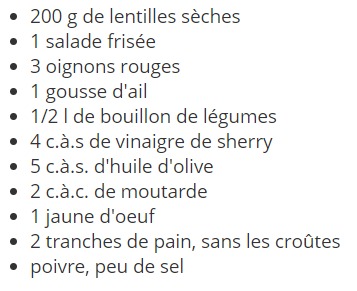 • 200 g de lentilles sèches
• 1 salade frisée
• 3 oignons rouges
• 1 gousse d'ail
• 1/2 l de bouillon de légumes
• 4 c.à.s de vinaigre de sherry
• 5 c.à.s. d'huile d'olive
• 2 c.à.c. de moutarde
• 1 jaune d'oeuf
• 2 tranches de pain, sans les croûtes
• poivre, peu de sel